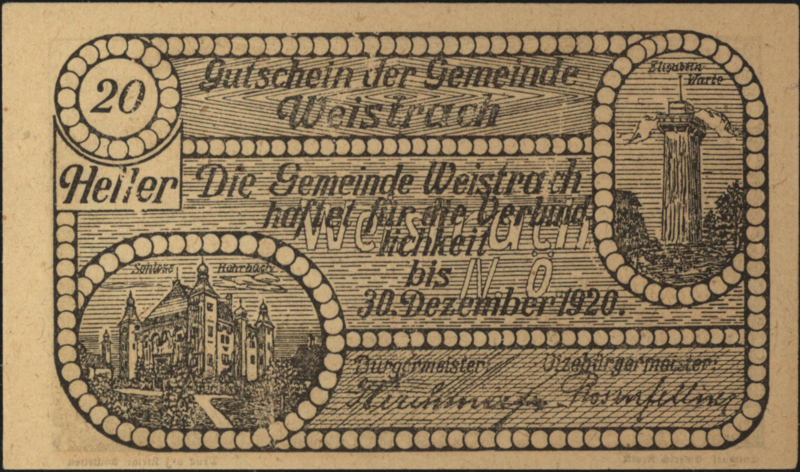 20
Heller
Gutschein der Gemeinde
Weistrach
Elisabeth
Warte
Die Gemeinde Weistrach
haftet für die Verbind-
lichkeit
bis
30. Dezember 1920.
Weistrach
N Ö
Schloss Rohrbach
Bürgermeister:
Vizebürgermeister:
Rosenfellner